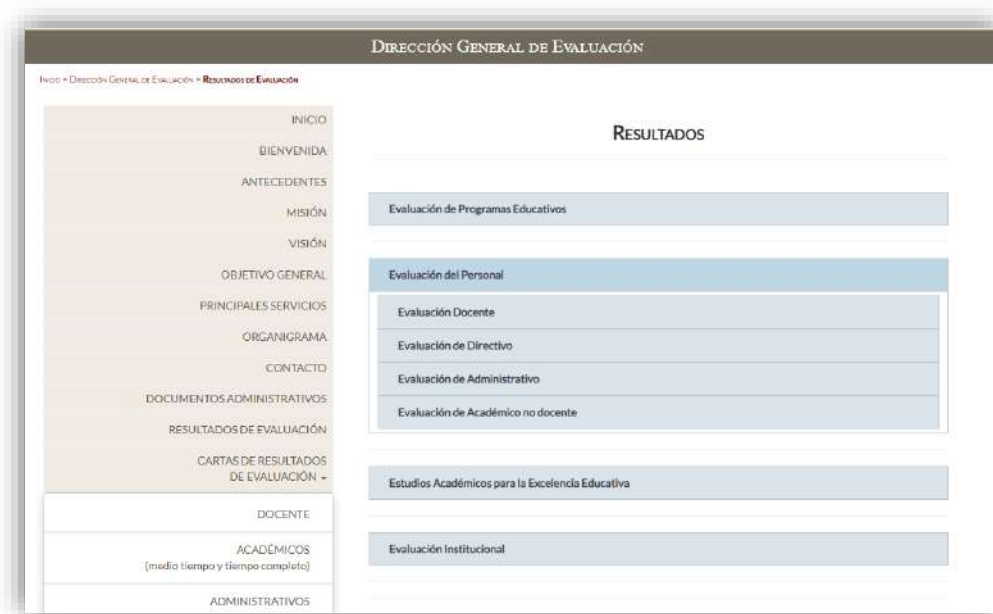 DIRECCIÓN GENERAL DE EVALUACIÓN
INICIO » DIRECCIÓN GENERAL DE EVALUACIÓN » RESULTADOS DE EVALUACIÓN
INICIO
BIENVENIDA
ANTECEDENTES
MISIÓN
VISIÓN
OBJETIVO GENERAL
PRINCIPALES SERVICIOS
ORGANIGRAMA
CONTACTO
DOCUMENTOS ADMINISTRATIVOS
RESULTADOS DE EVALUACIÓN
CARTAS DE RESULTADOS
DE EVALUACIÓN
DOCENTE
ACADÉMICOS
(medio tiempo y tiempo completo)
ADMINISTRATIVOS
RESULTADOS
Evaluación de Programas Educativos
Evaluación del Personal
Evaluación Docente
Evaluación de Directivo
Evaluación de Administrativo
Evaluación de Académico no docente
Estudios Académicos para la Excelencia Educativa
Evaluación Institucional